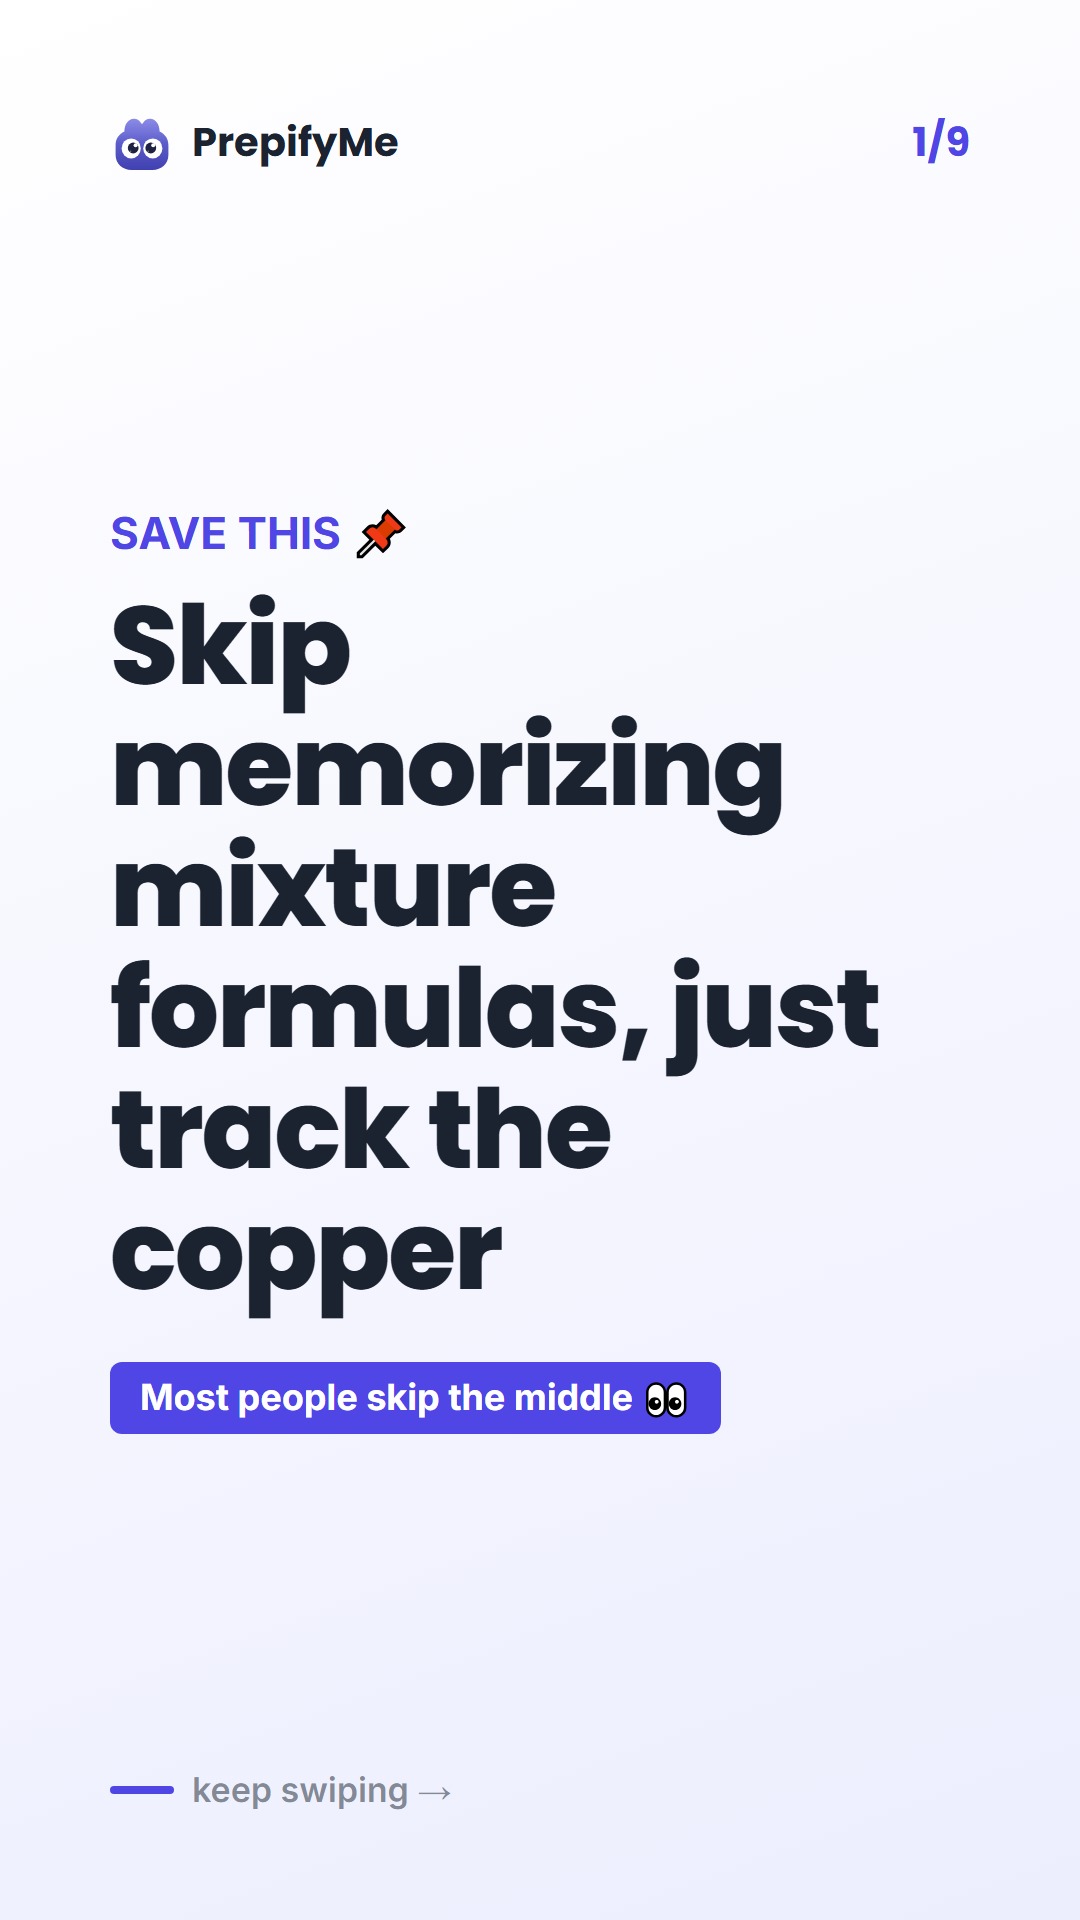 PrepifyMe
1/9
SAVE THIS 📌
Skip
memorizing
mixture
formulas, just
track the
copper
Most people skip the middle 👀
keep swiping →